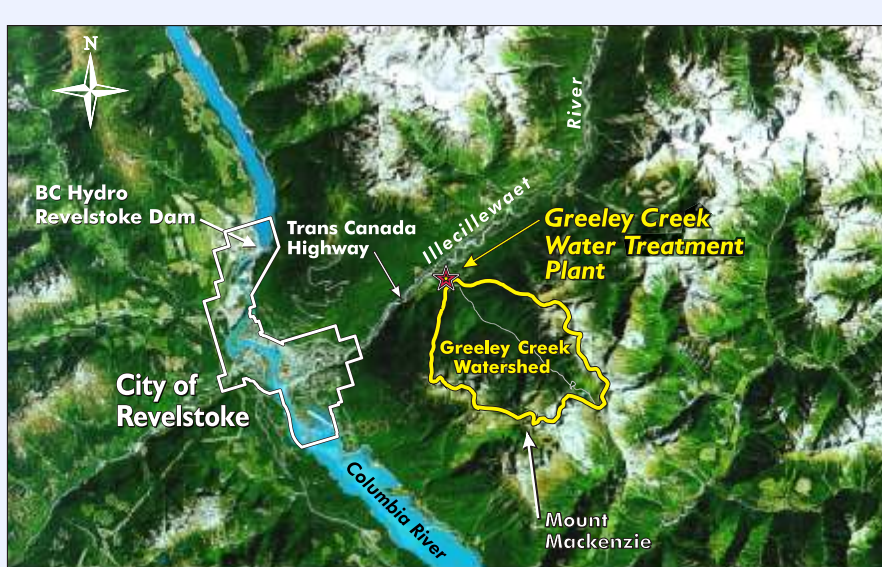 N
River
BC Hydro
Revelstoke Dam
Trans Canada
Highway
Illecillewaet
Greeley Creek
Water Treatment
Plant
Greeley Creek
Watershed
City of
Revelstoke
Columbia River
Mount
Mackenzie